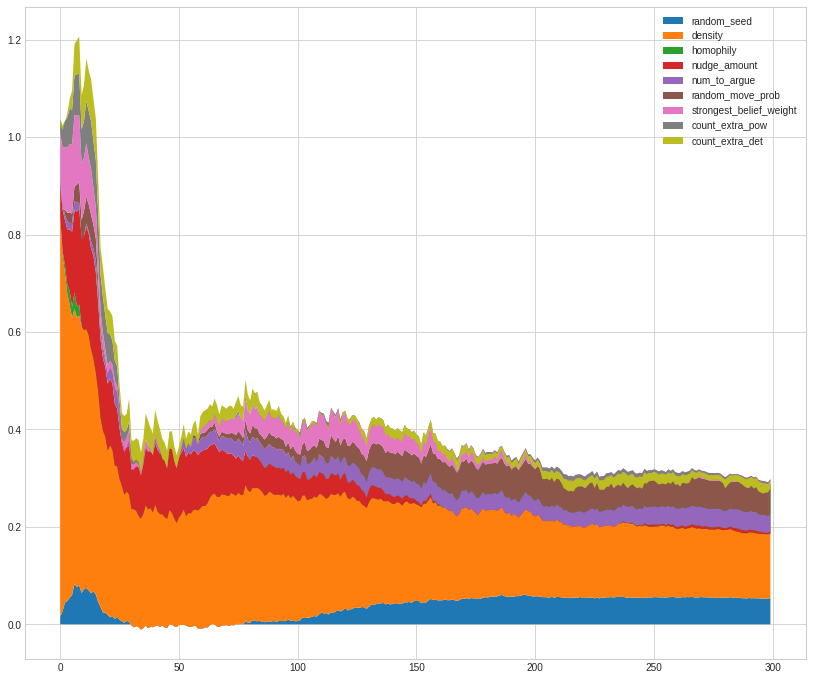 random_seed
density
homophily
nudge_amount
num_to_argue
random_move_prob
strongest_belief_weight
count_extra_pow
count_extra_det
1.2
1.0
0.8
0.6
0.4
0.2
0.0
0 50 100 150 200 250 300